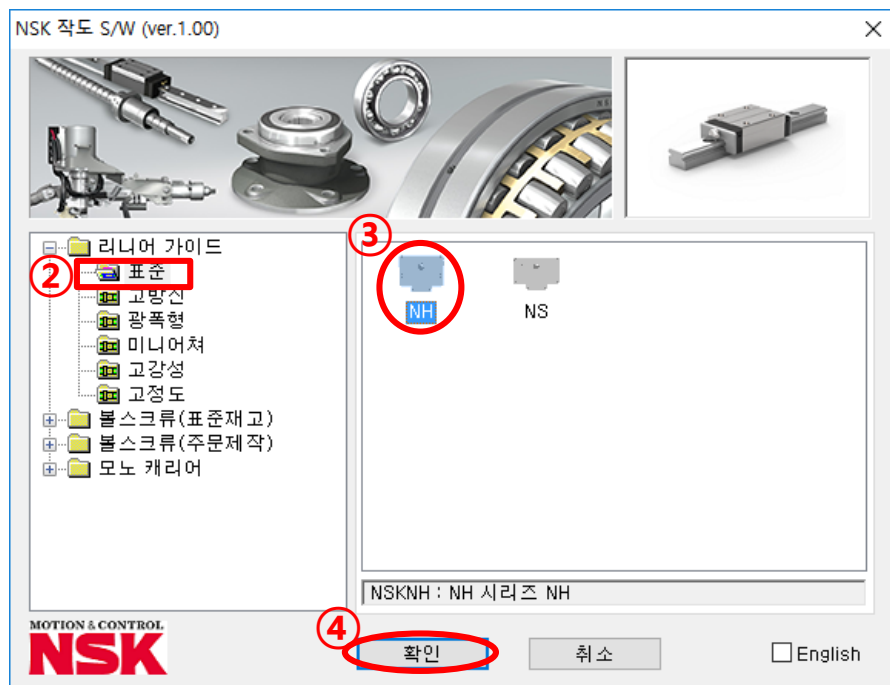 NSK 작도 S/W (ver.1.00)
리니어 가이드
② 표준
고방진
광폭형
미니어쳐
고강성
고정도
볼스크류(표준재고)
볼스크류(주문제작)
모노 캐리어
③
NH
NS
NSKNH : NH 시리즈 NH
MOTION & CONTROL
NSK
④ 확인
취소
English